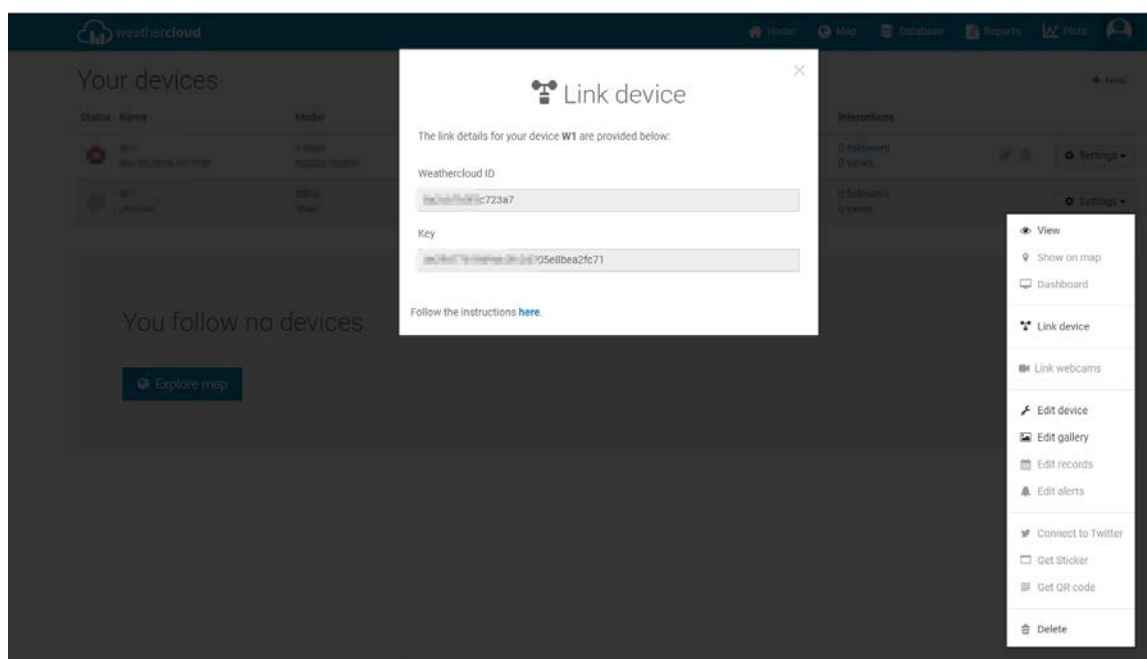 weathercloud
Home Map Database Reports Plots
Your devices
+ New
Status Name Model Interactions
0 followers
0 views
Settings
0 followers
0 views
Settings
Link device
The link details for your device W1 are provided below:
Weathercloud ID
c723a7
Key
05e8bea2fc71
Follow the instructions here.
You follow no devices.
Explore map
View
Show on map
Dashboard
Link device
Link webcams
Edit device
Edit gallery
Edit records
Edit alerts
Connect to Twitter
Get Sticker
Get QR code
Delete